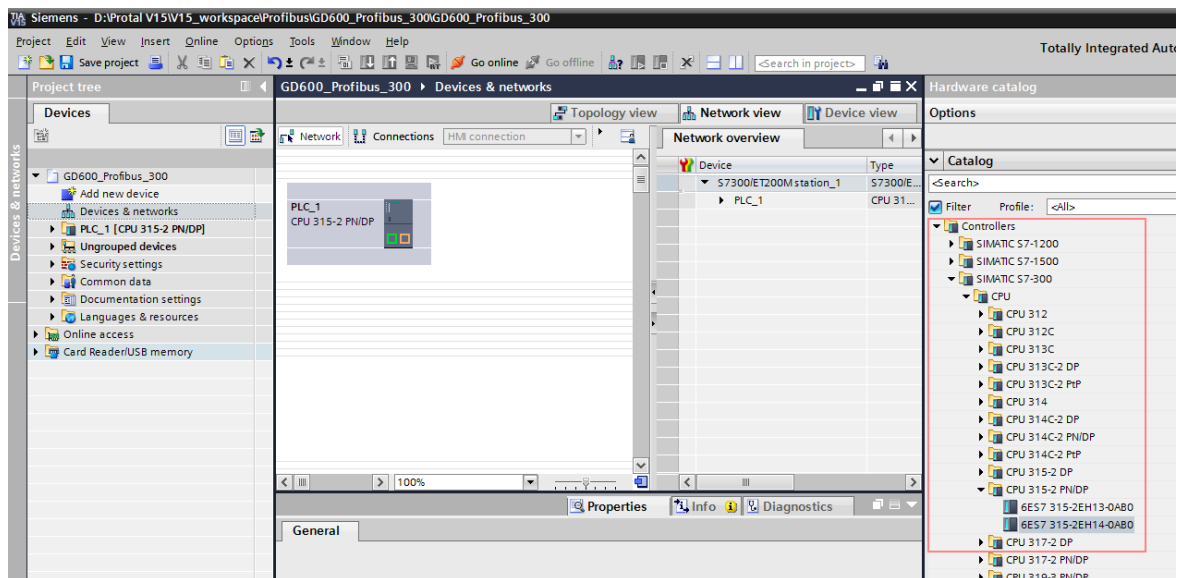 Siemens - D:\Protal V15\V15_workspace\Profibus\GD600_Profibus_300\GD600_Profibus_300
Project Edit View Insert Online Options Tools Window Help
Totally Integrated Auto
Save project Go online Go offline <Search in project>
Project tree
Devices
Devices & networks
GD600_Profibus_300
Add new device
Devices & networks
PLC_1 [CPU 315-2 PN/DP]
Ungrouped devices
Security settings
Common data
Documentation settings
Languages & resources
Online access
Card Reader/USB memory
GD600_Profibus_300 Devices & networks
Topology view Network view Device view
Network Connections HMI connection
PLC_1
CPU 315-2 PN/DP
100%
Network overview
Device Type
S7300/ET200M station_1 S7300/E...
PLC_1 CPU 31...
Properties Info Diagnostics
General
Hardware catalog
Options
Catalog
<Search>
Filter Profile: <All>
Controllers
SIMATIC S7-1200
SIMATIC S7-1500
SIMATIC S7-300
CPU
CPU 312
CPU 312C
CPU 313C
CPU 313C-2 DP
CPU 313C-2 PtP
CPU 314
CPU 314C-2 DP
CPU 314C-2 PN/DP
CPU 314C-2 PtP
CPU 315-2 DP
CPU 315-2 PN/DP
6ES7 315-2EH13-0AB0
6ES7 315-2EH14-0AB0
CPU 317-2 DP
CPU 317-2 PN/DP
CPU 319-3 PN/DP